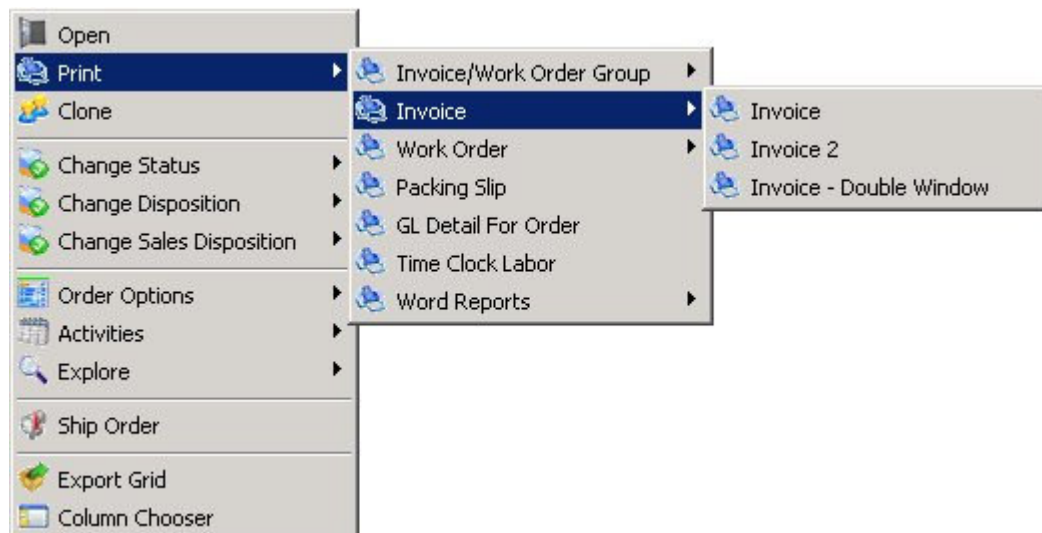 Open
Print
Clone
Change Status
Change Disposition
Change Sales Disposition
Order Options
Activities
Explore
Ship Order
Export Grid
Column Chooser
Invoice/Work Order Group
Invoice
Work Order
Packing Slip
GL Detail For Order
Time Clock Labor
Word Reports
Invoice
Invoice 2
Invoice - Double Window